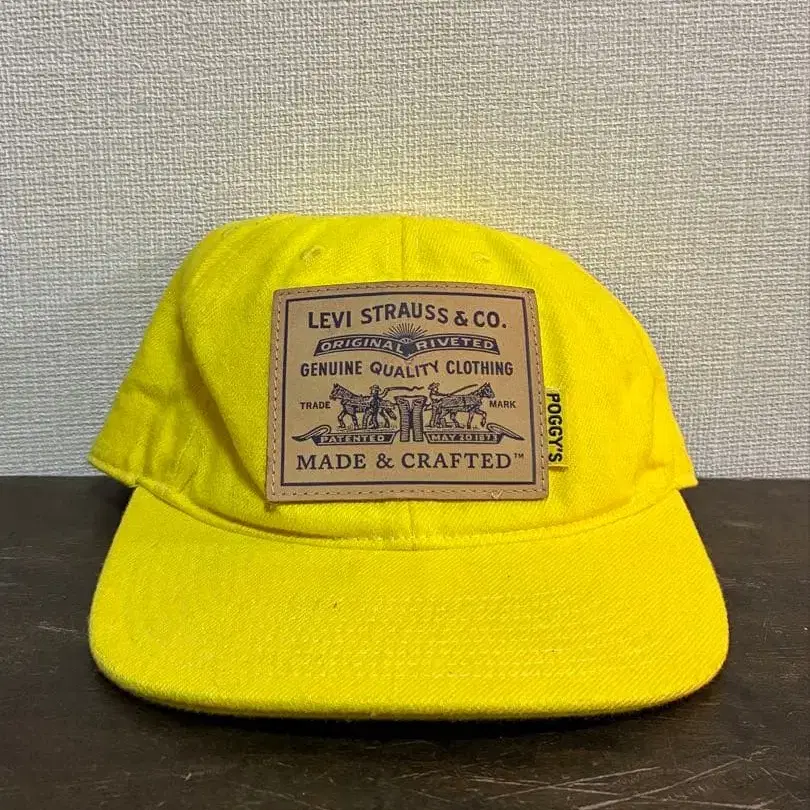 LEVI STRAUSS & CO.
ORIGINAL RIVETED
GENUINE QUALITY CLOTHING
TRADE MARK
PATENTED MAY 20 1873
MADE & CRAFTED™
POGGY'S